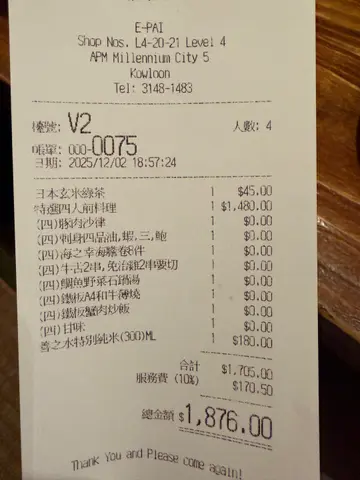 E-PAI
Shop Nos. L4-20-21 Level 4
APM Millennium City 5
Kowloon
Tel: 3148-1483
檯號: V2 人數: 4
帳單: 000-0075
日期: 2025/12/02 18:57:24
日本玄米綠茶 1 $45.00
特選四人前料理 1 $1,480.00
(四)豚肉沙律 1 $0.00
(四)刺身四品油,蝦,三,鮑 1 $0.00
(四)海之幸海膽卷8件 1 $0.00
(四)牛舌2串,免治雞2串要切 1 $0.00
(四)鯛魚野菜石鍋湯 1 $0.00
(四)鐵板A4和牛薄燒 1 $0.00
(四)鐵板蟹肉炒飯 1 $0.00
(四)甘味 1 $0.00
善之水特別純米(300)ML 1 $180.00
合計 $1,705.00
服務費 (10%) $170.50
總金額 $1,876.00
Thank You and Please come again!